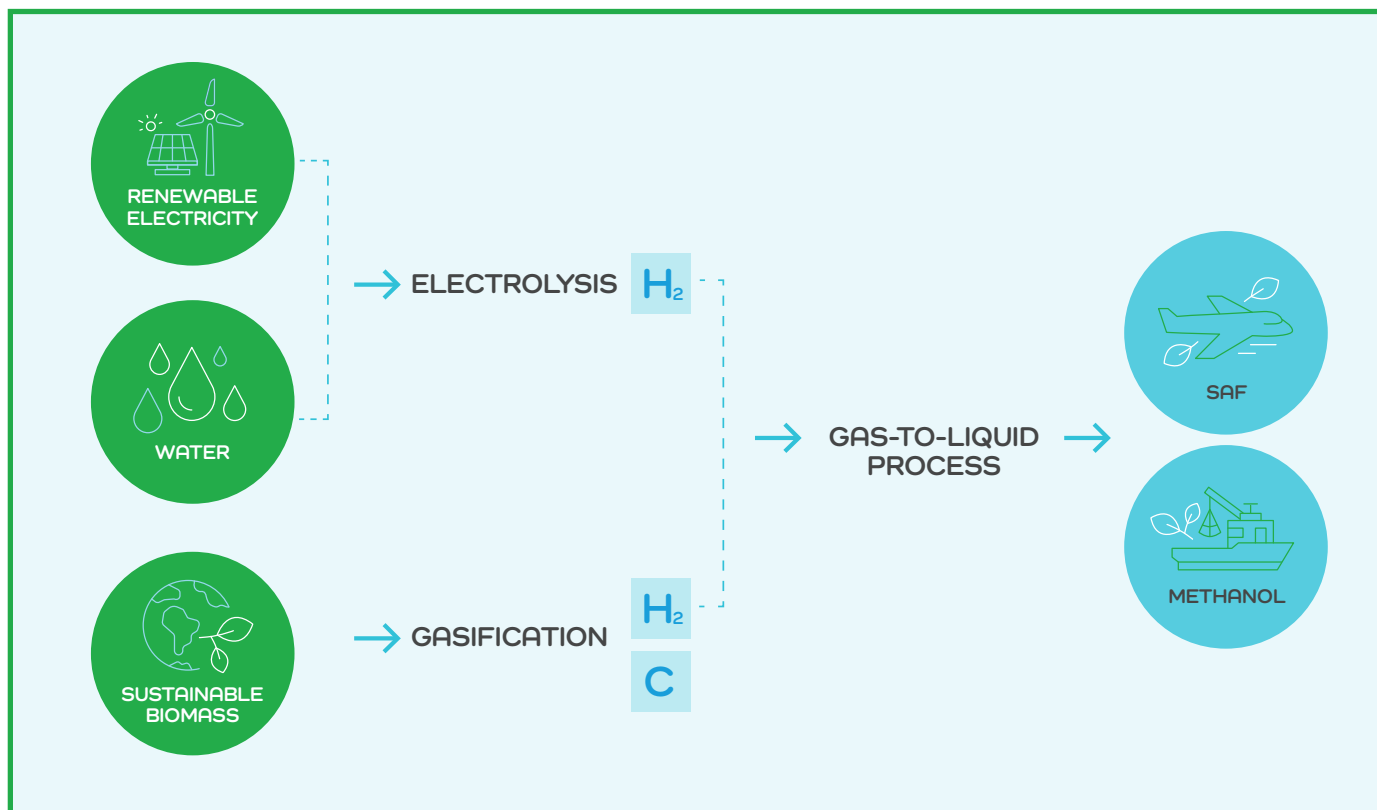 RENEWABLE
ELECTRICITY
WATER
SUSTAINABLE
BIOMASS
ELECTROLYSIS H₂
GASIFICATION H₂
C
GAS-TO-LIQUID
PROCESS
SAF
METHANOL